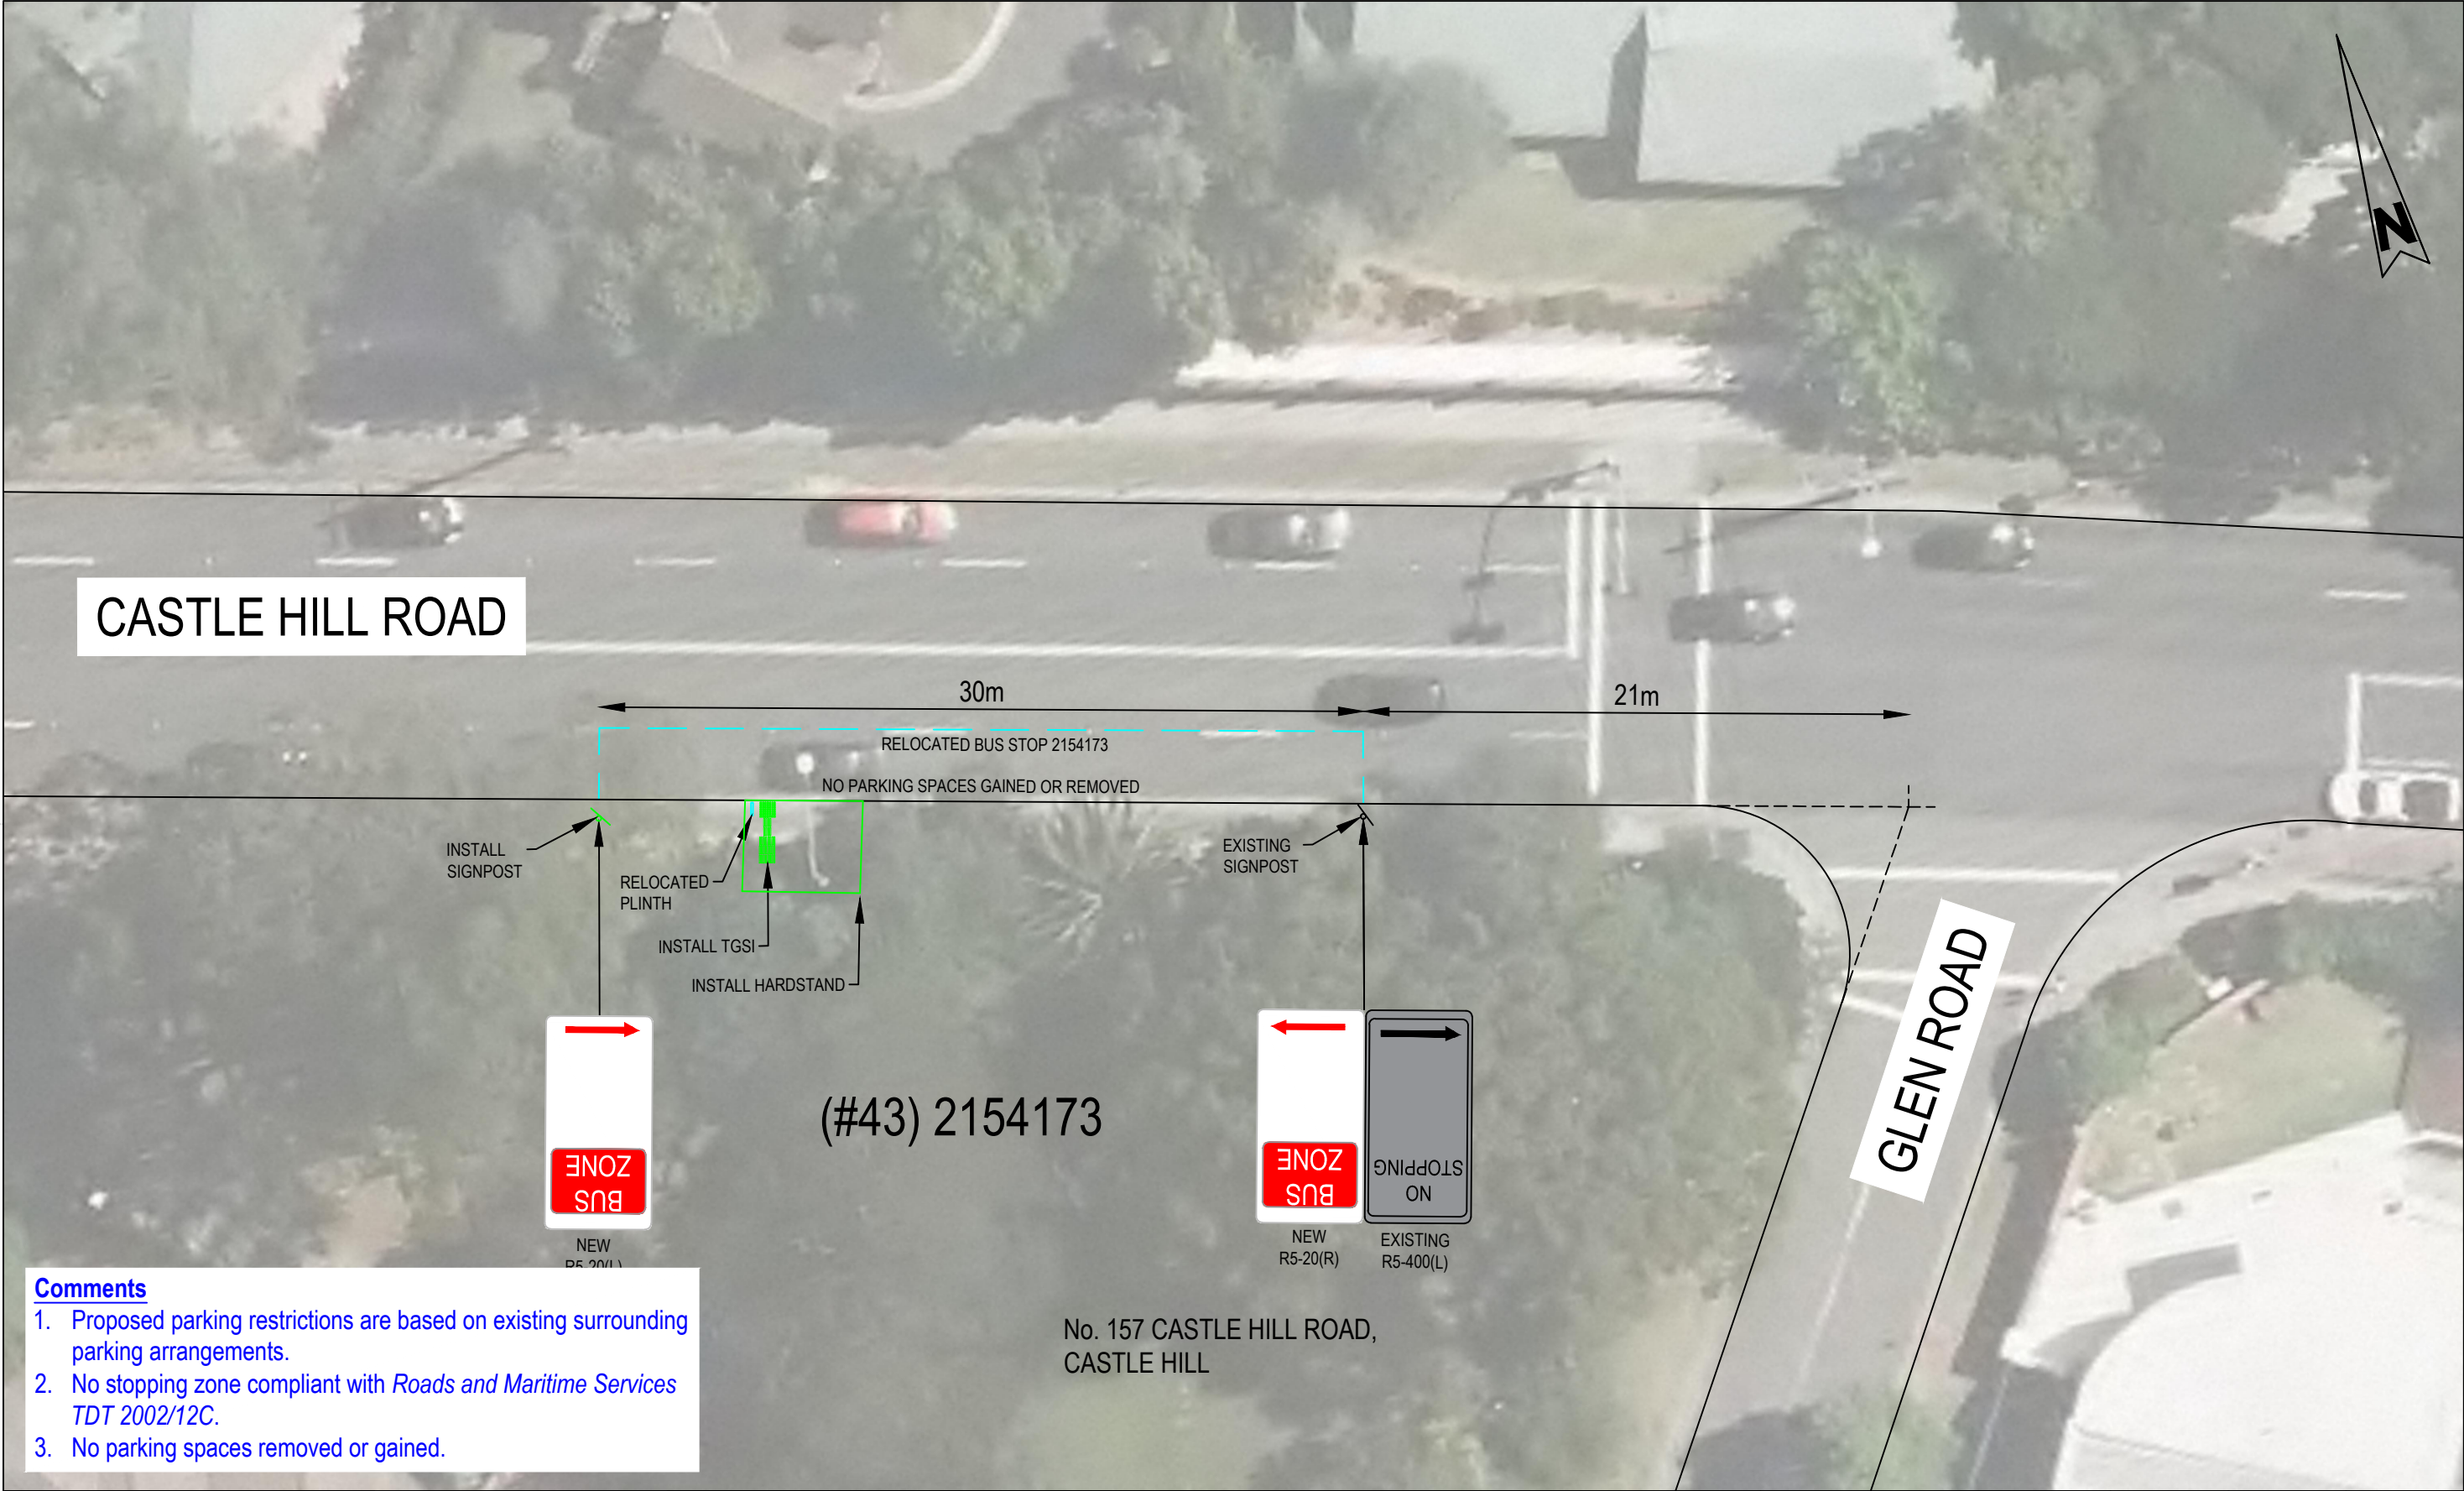 N
CASTLE HILL ROAD
30m
21m
RELOCATED BUS STOP 2154173
NO PARKING SPACES GAINED OR REMOVED
INSTALL
SIGNPOST
RELOCATED
PLINTH
INSTALL TGSI
INSTALL HARDSTAND
EXISTING
SIGNPOST
GLEN ROAD
BUS
ZONE
NEW
R5-20(L)
(#43) 2154173
BUS
ZONE
NO
STOPPING
NEW
R5-20(R)
EXISTING
R5-400(L)
No. 157 CASTLE HILL ROAD,
CASTLE HILL
Comments
1. Proposed parking restrictions are based on existing surrounding
parking arrangements.
2. No stopping zone compliant with Roads and Maritime Services
TDT 2002/12C.
3. No parking spaces removed or gained.